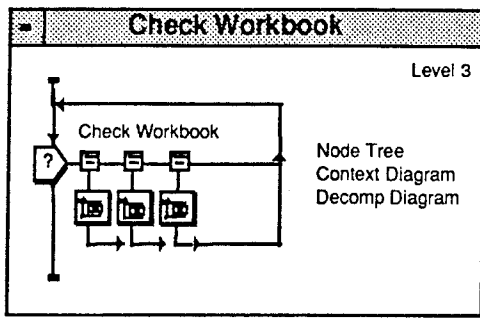 Check Workbook
Level 3
Check Workbook
?
Node Tree
Context Diagram
Decomp Diagram